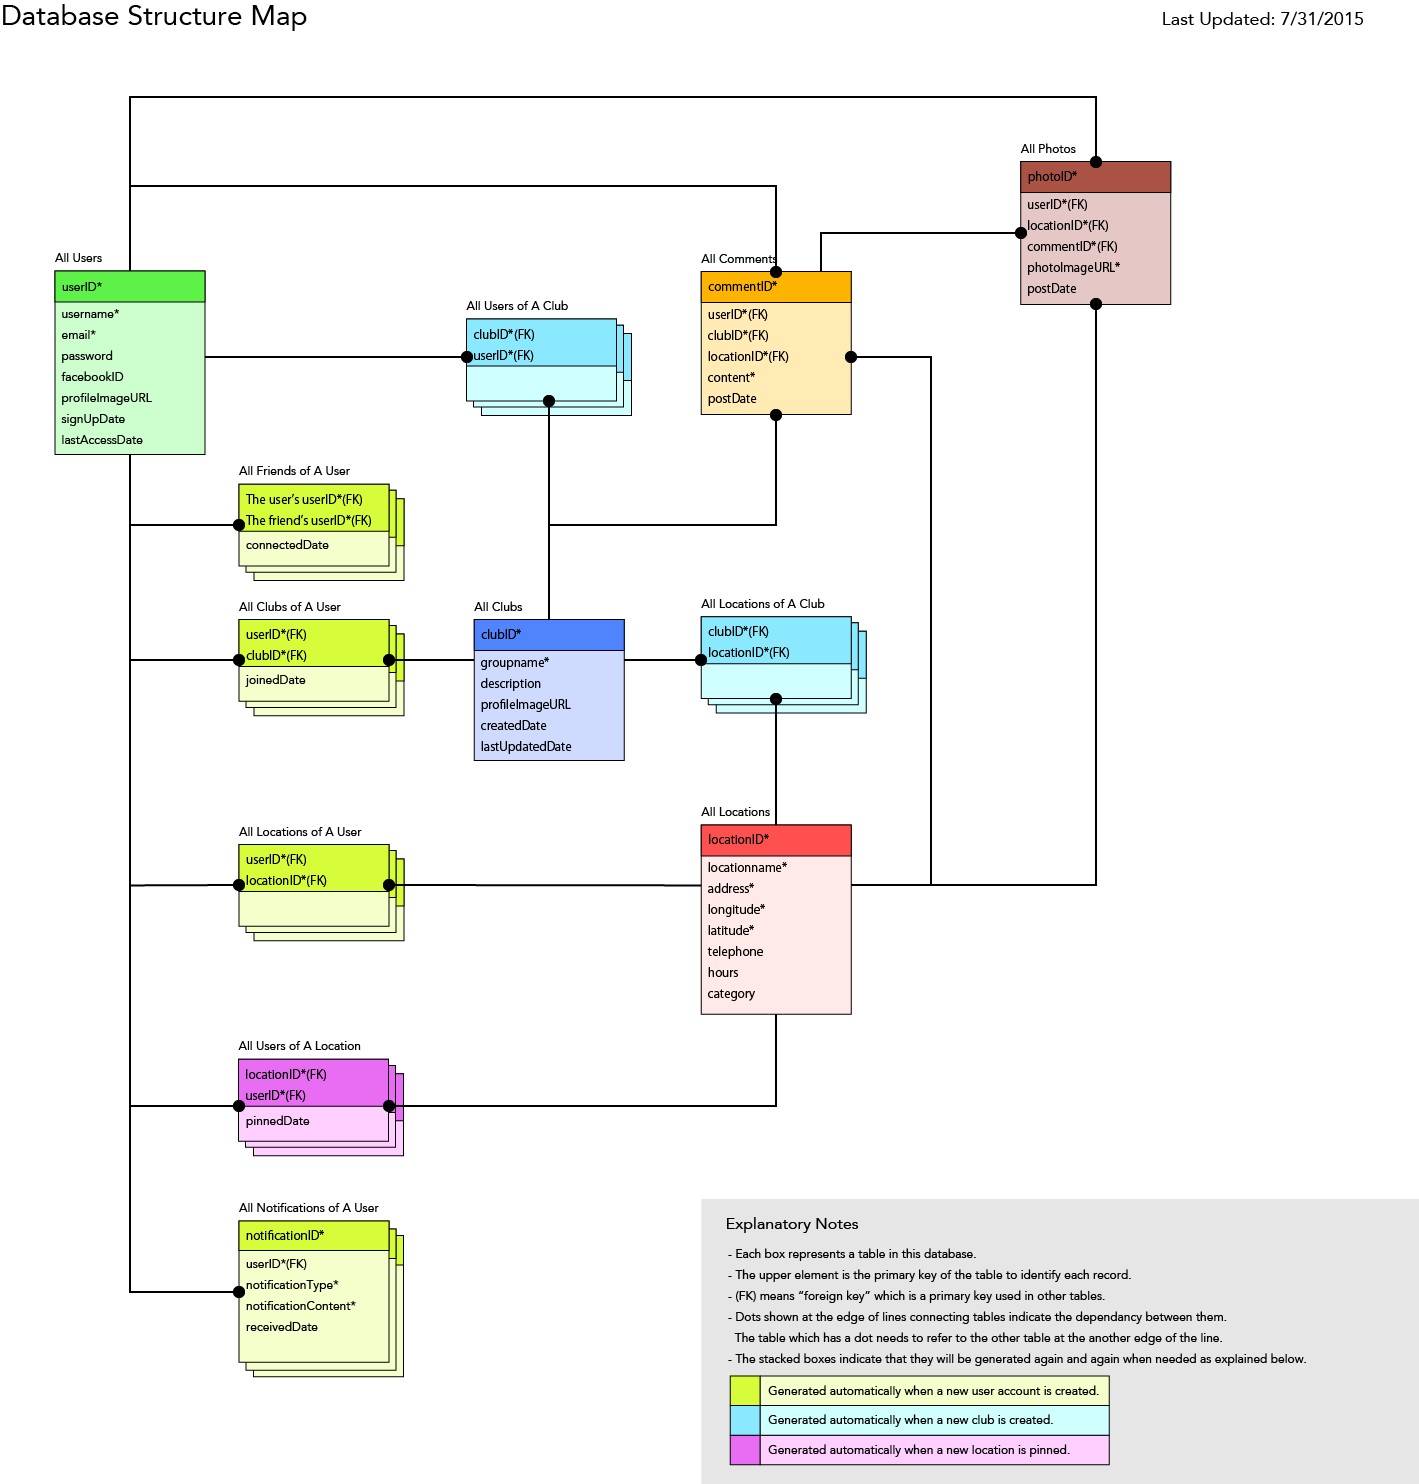 Database Structure Map
Last Updated: 7/31/2015
All Photos
photoID*
userID*(FK)
locationID*(FK)
commentID*(FK)
photoImageURL*
postDate
All Users
userID*
username*
email*
password
facebookID
profileImageURL
signUpDate
lastAccessDate
All Users of A Club
clubID*(FK)
userID*(FK)
All Comments
commentID*
userID*(FK)
clubID*(FK)
locationID*(FK)
content*
postDate
All Friends of A User
The user's userID*(FK)
The friend's userID*(FK)
connectedDate
All Clubs of A User
userID*(FK)
clubID*(FK)
joinedDate
All Clubs
clubID*
groupname*
description
profileImageURL
createdDate
lastUpdatedDate
All Locations of A Club
clubID*(FK)
locationID*(FK)
All Locations of A User
userID*(FK)
locationID*(FK)
All Locations
locationID*
locationname*
address*
longitude*
latitude*
telephone
hours
category
All Users of A Location
locationID*(FK)
userID*(FK)
pinnedDate
All Notifications of A User
notificationID*
userID*(FK)
notificationType*
notificationContent*
receivedDate
Explanatory Notes
- Each box represents a table in this database.
- The upper element is the primary key of the table to identify each record.
- (FK) means “foreign key” which is a primary key used in other tables.
- Dots shown at the edge of lines connecting tables indicate the dependancy between them.
The table which has a dot needs to refer to the other table at the another edge of the line.
- The stacked boxes indicate that they will be generated again and again when needed as explained below.
Generated automatically when a new user account is created.
Generated automatically when a new club is created.
Generated automatically when a new location is pinned.